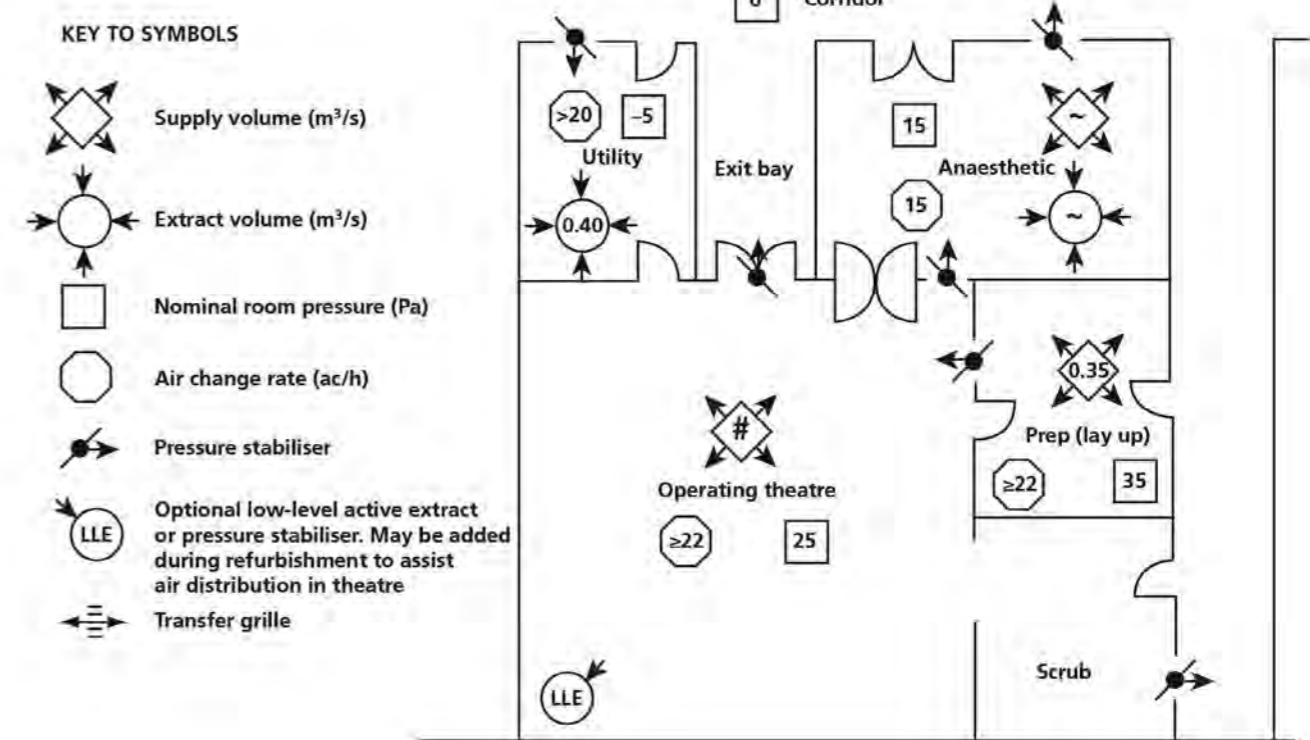 KEY TO SYMBOLS
Supply volume (m³/s)
Extract volume (m³/s)
Nominal room pressure (Pa)
Air change rate (ac/h)
Pressure stabiliser
LLE
Optional low-level active extract
or pressure stabiliser. May be added
during refurbishment to assist
air distribution in theatre
Transfer grille
Corridor
>20
–5
Utility
0.40
Exit bay
15
~
Anaesthetic
15
~
0.35
Prep (lay up)
≥22
35
#
Operating theatre
≥22
25
Scrub
LLE